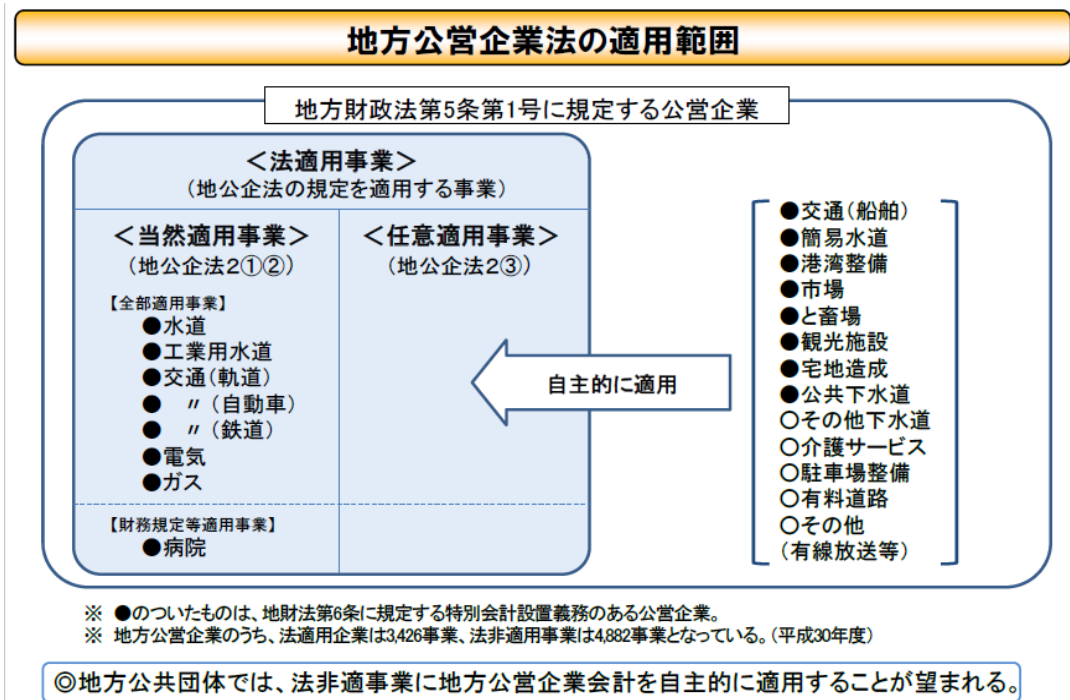 地方公営企業法の適用範囲
地方財政法第5条第1号に規定する公営企業
＜法適用事業＞
（地公企法の規定を適用する事業）
＜当然適用事業＞
（地公企法2①②）
【全部適用事業】
●水道
●工業用水道
●交通（軌道）
●　〃（自動車）
●　〃（鉄道）
●電気
●ガス
【財務規定等適用事業】
●病院
＜任意適用事業＞
（地公企法2③）
自主的に適用
●交通（船舶）
●簡易水道
●港湾整備
●市場
●と畜場
●観光施設
●宅地造成
●公共下水道
○その他下水道
○介護サービス
○駐車場整備
○有料道路
○その他
（有線放送等）
※　●のついたものは、地財法第6条に規定する特別会計設置義務のある公営企業。
※　地方公営企業のうち、法適用企業は3,426事業、法非適用事業は4,882事業となっている。（平成30年度）
◎地方公共団体では、法非適事業に地方公営企業会計を自主的に適用することが望まれる。